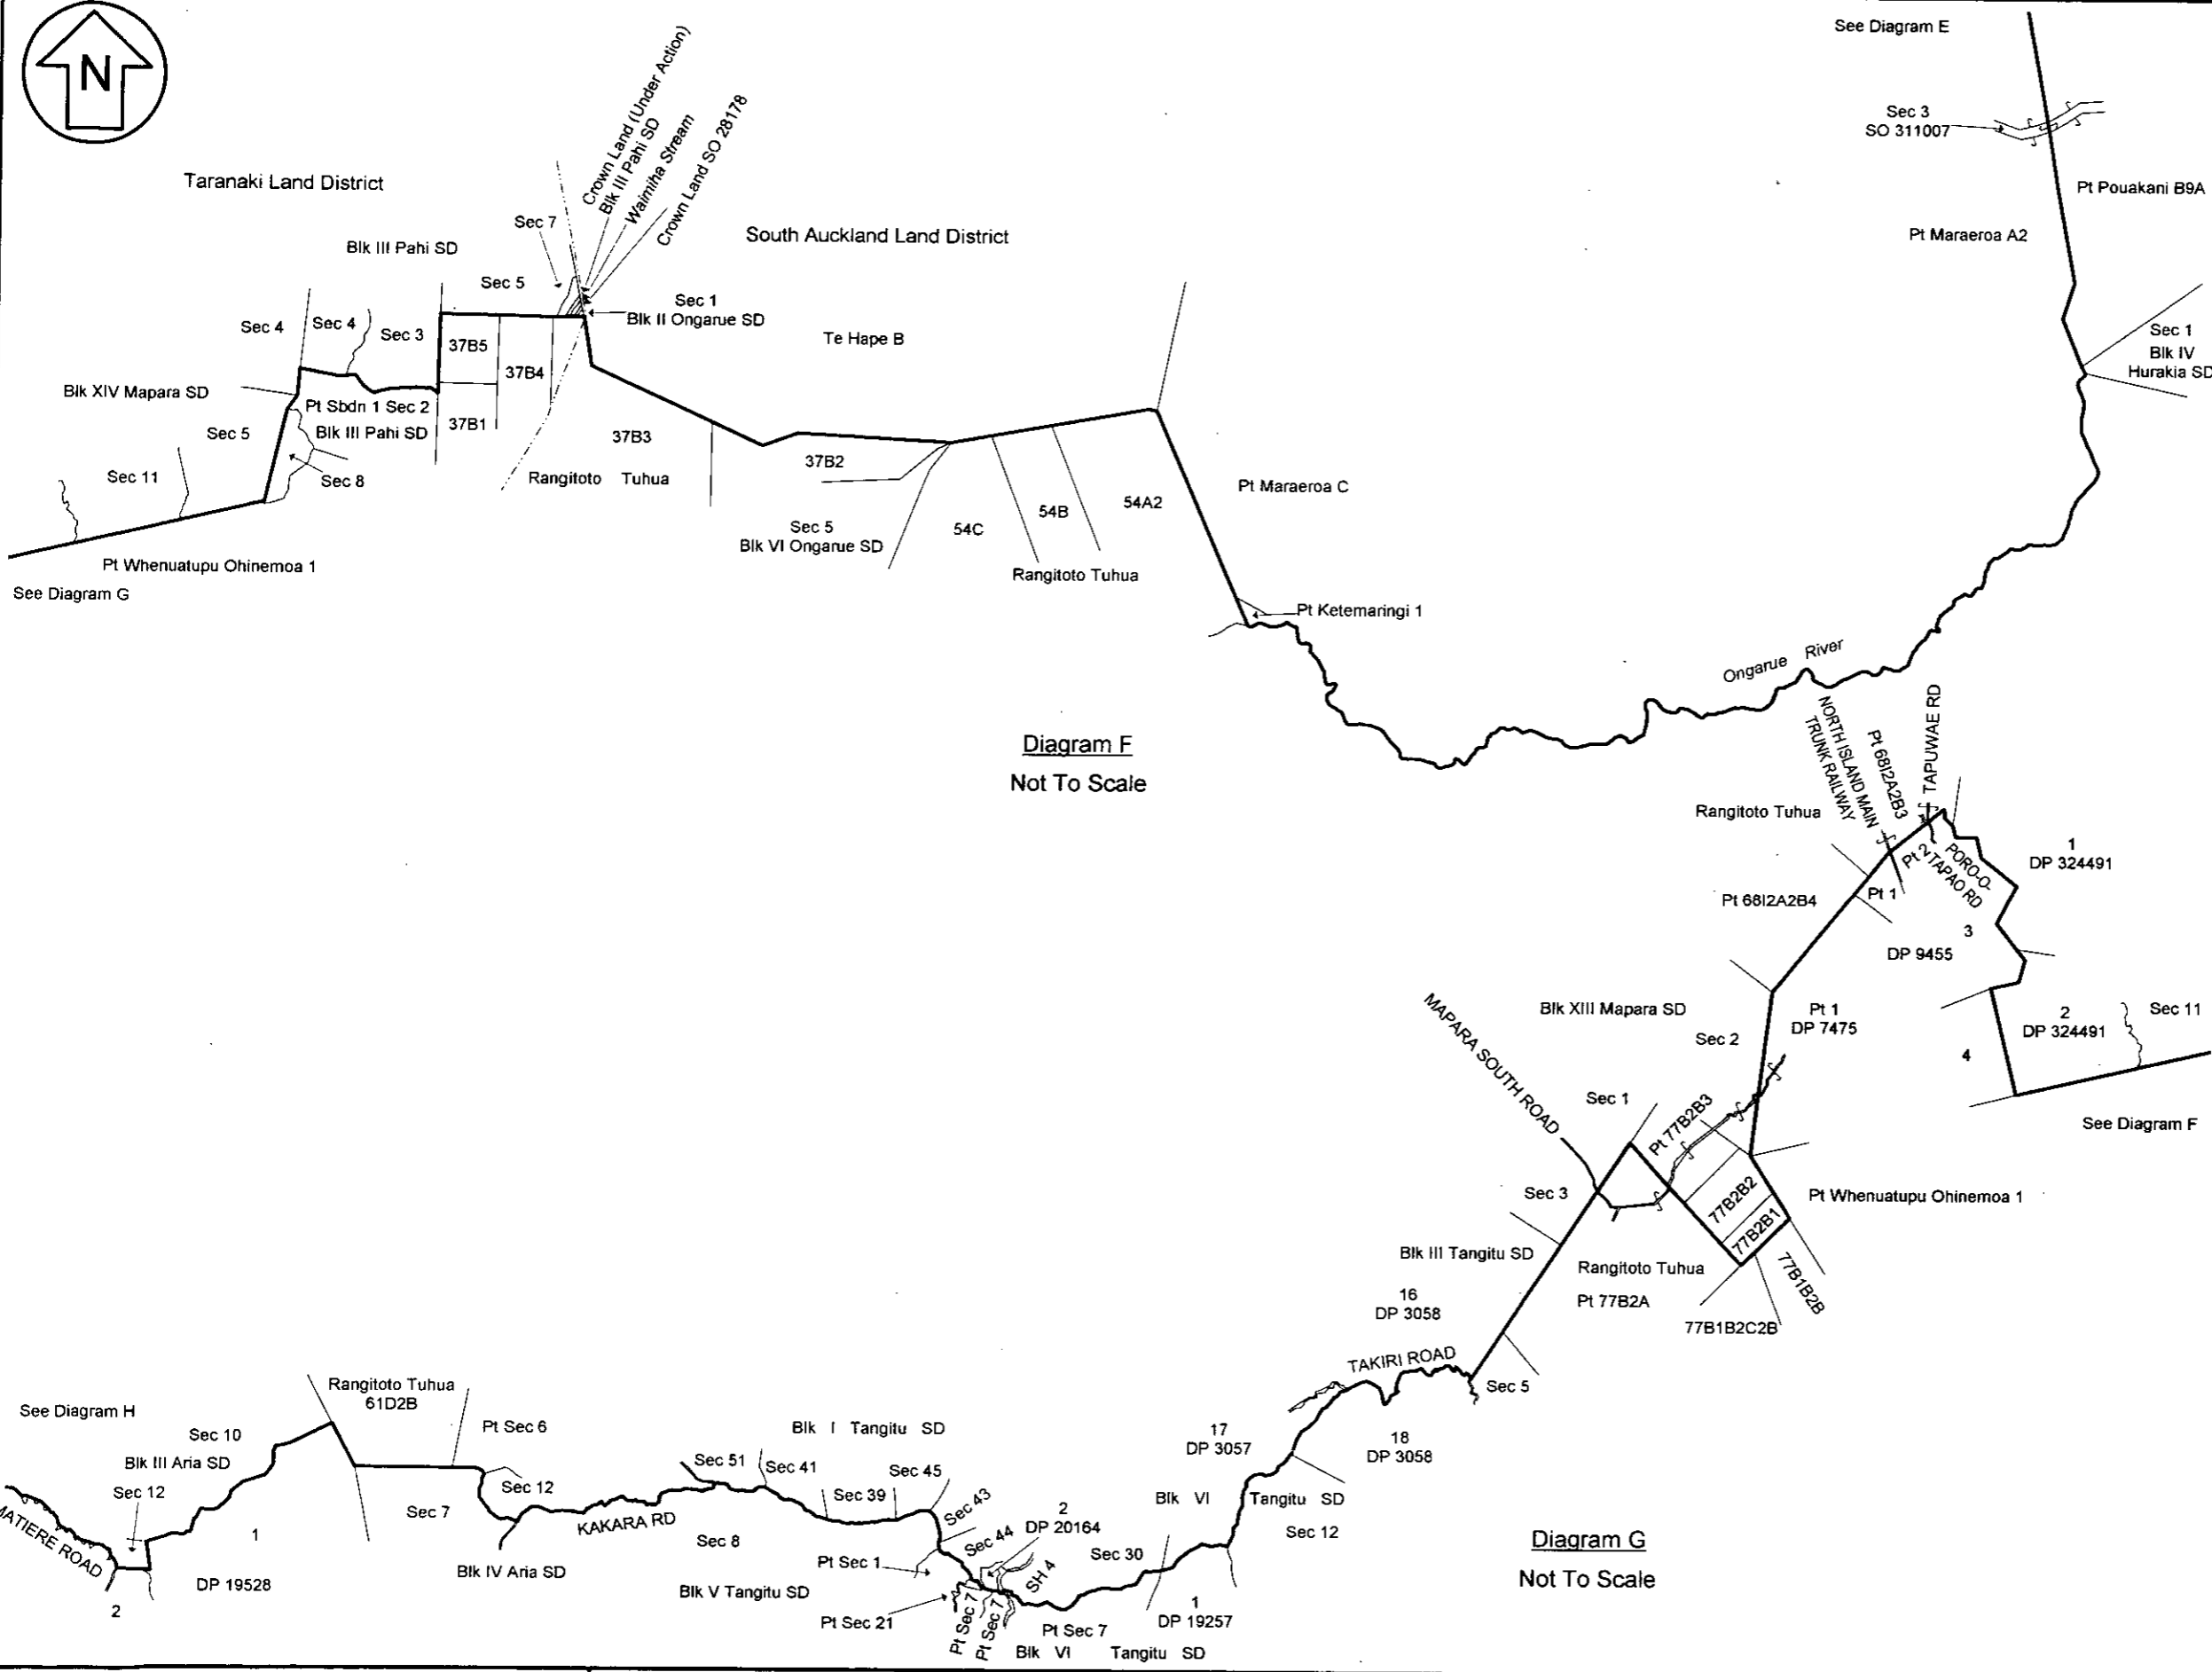 N
See Diagram E
Sec 3
SO 311007
Pt Pouakani B9A
Pt Maraeroa A2
Sec 1
Blk IV
Hurakia SD
Crown Land (Under Action)
Blk III Pahi SD
Waimiha Stream
Crown Land SO 28178
Taranaki Land District
Sec 7
South Auckland Land District
Blk III Pahi SD
Sec 5
Sec 1
Blk II Ongarue SD
Te Hape B
Sec 4
Sec 4
Sec 3
37B5
37B4
Blk XIV Mapara SD
Pt Sbdn 1 Sec 2
Blk III Pahi SD
37B1
Sec 5
37B3
37B2
Sec 11
Sec 8
Rangitoto Tuhua
Pt Maraeroa C
54A2
54B
54C
Sec 5
Blk VI Ongarue SD
Rangitoto Tuhua
Pt Whenuatupu Ohinemoa 1
See Diagram G
Pt Ketemaringi 1
Ongarue River
Diagram F
Not To Scale
NORTH ISLAND MAIN
TRUNK RAILWAY
Pt 68I2A2B3
TAPUWAE RD
Rangitoto Tuhua
Pt 2
PORO-O-
TAPAO RD
1
DP 324491
Pt 68I2A2B4
Pt 1
3
DP 9455
MAPARA SOUTH ROAD
Blk XIII Mapara SD
Pt 1
DP 7475
Sec 2
2
DP 324491
Sec 11
4
Sec 1
Pt 77B2B3
See Diagram F
Sec 3
77B2B2
77B2B1
Pt Whenuatupu Ohinemoa 1
Blk III Tangitu SD
Rangitoto Tuhua
Pt 77B2A
77B1B2B
77B1B2C2B
16
DP 3058
TAKIRI ROAD
Sec 5
See Diagram H
Rangitoto Tuhua
61D2B
Sec 10
Blk III Aria SD
Pt Sec 6
Blk I Tangitu SD
17
DP 3057
18
DP 3058
Sec 12
Sec 12
Sec 51
Sec 41
Sec 45
Sec 39
Sec 43
Blk VI Tangitu SD
Sec 12
MATIERE ROAD
1
DP 19528
2
Sec 7
KAKARA RD
Sec 8
Blk IV Aria SD
Sec 44
2
DP 20164
Pt Sec 1
Sec 30
SH 4
Blk V Tangitu SD
Pt Sec 21
Pt Sec 7
Pt Sec 7
Pt Sec 7
1
DP 19257
Blk VI Tangitu SD
Diagram G
Not To Scale